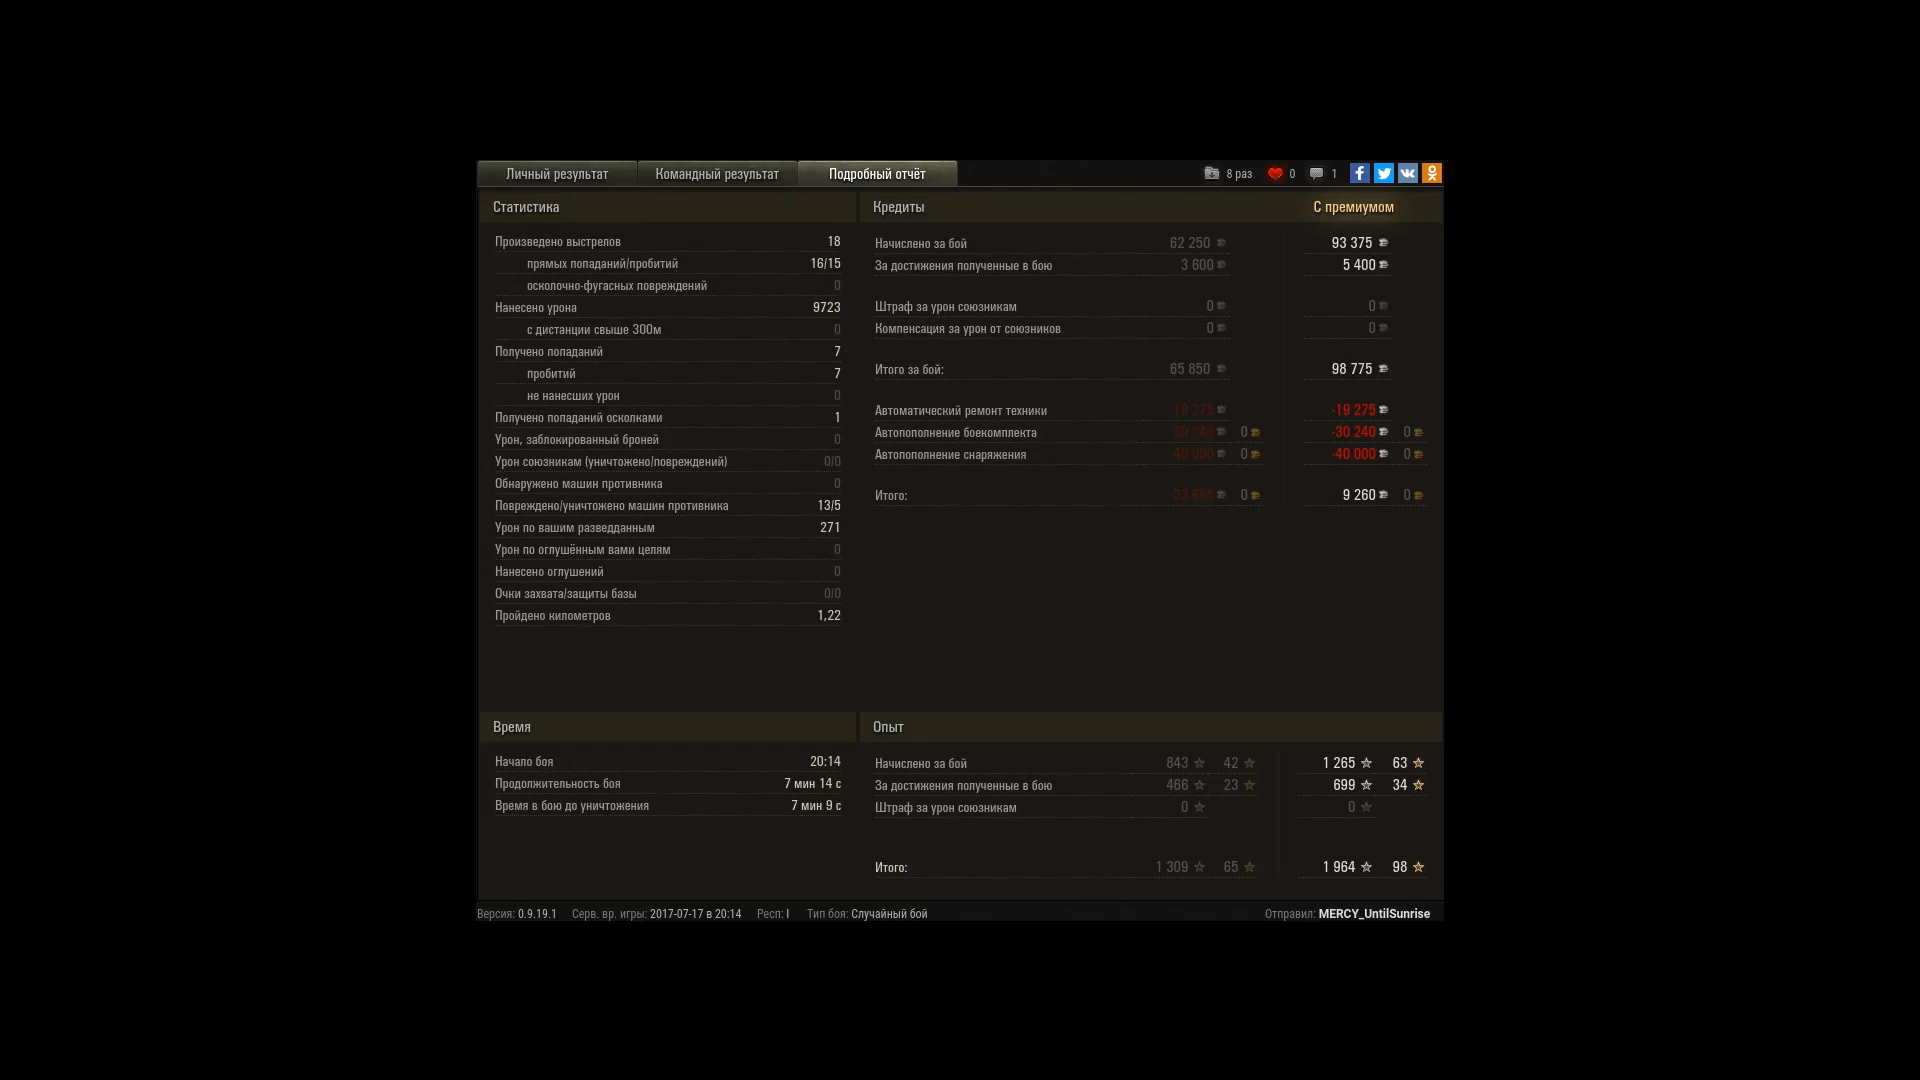 Личный результат Командный результат Подробный отчёт 8 раз 0 1
Статистика
Произведено выстрелов 18
прямых попаданий/пробитий 16/15
осколочно-фугасных повреждений 0
Нанесено урона 9723
с дистанции свыше 300м 0
Получено попаданий 7
пробитий 7
не нанесших урон 0
Получено попаданий осколками 1
Урон, заблокированный броней 0
Урон союзникам (уничтожено/повреждений) 0/0
Обнаружено машин противника 0
Повреждено/уничтожено машин противника 13/5
Урон по вашим разведданным 271
Урон по оглушённым вами целям 0
Нанесено оглушений 0
Очки захвата/защиты базы 0/0
Пройдено километров 1,22
Кредиты С премиумом
Начислено за бой 62 250 93 375
За достижения полученные в бою 3 600 5 400
Штраф за урон союзникам 0 0
Компенсация за урон от союзников 0 0
Итого за бой: 65 850 98 775
Автоматический ремонт техники -19 275 -19 275
Автопополнение боекомплекта 0 -30 240 0
Автопополнение снаряжения -40 000 0 -40 000 0
Итого: -23 665 0 9 260 0
Время
Начало боя 20:14
Продолжительность боя 7 мин 14 с
Время в бою до уничтожения 7 мин 9 с
Опыт
Начислено за бой 843 42 1 265 63
За достижения полученные в бою 466 23 699 34
Штраф за урон союзникам 0 0
Итого: 1 309 65 1 964 98
Версия: 0.9.19.1 Серв. вр. игры: 2017-07-17 в 20:14 Респ: I Тип боя: Случайный бой Отправил: MERCY_UntilSunrise